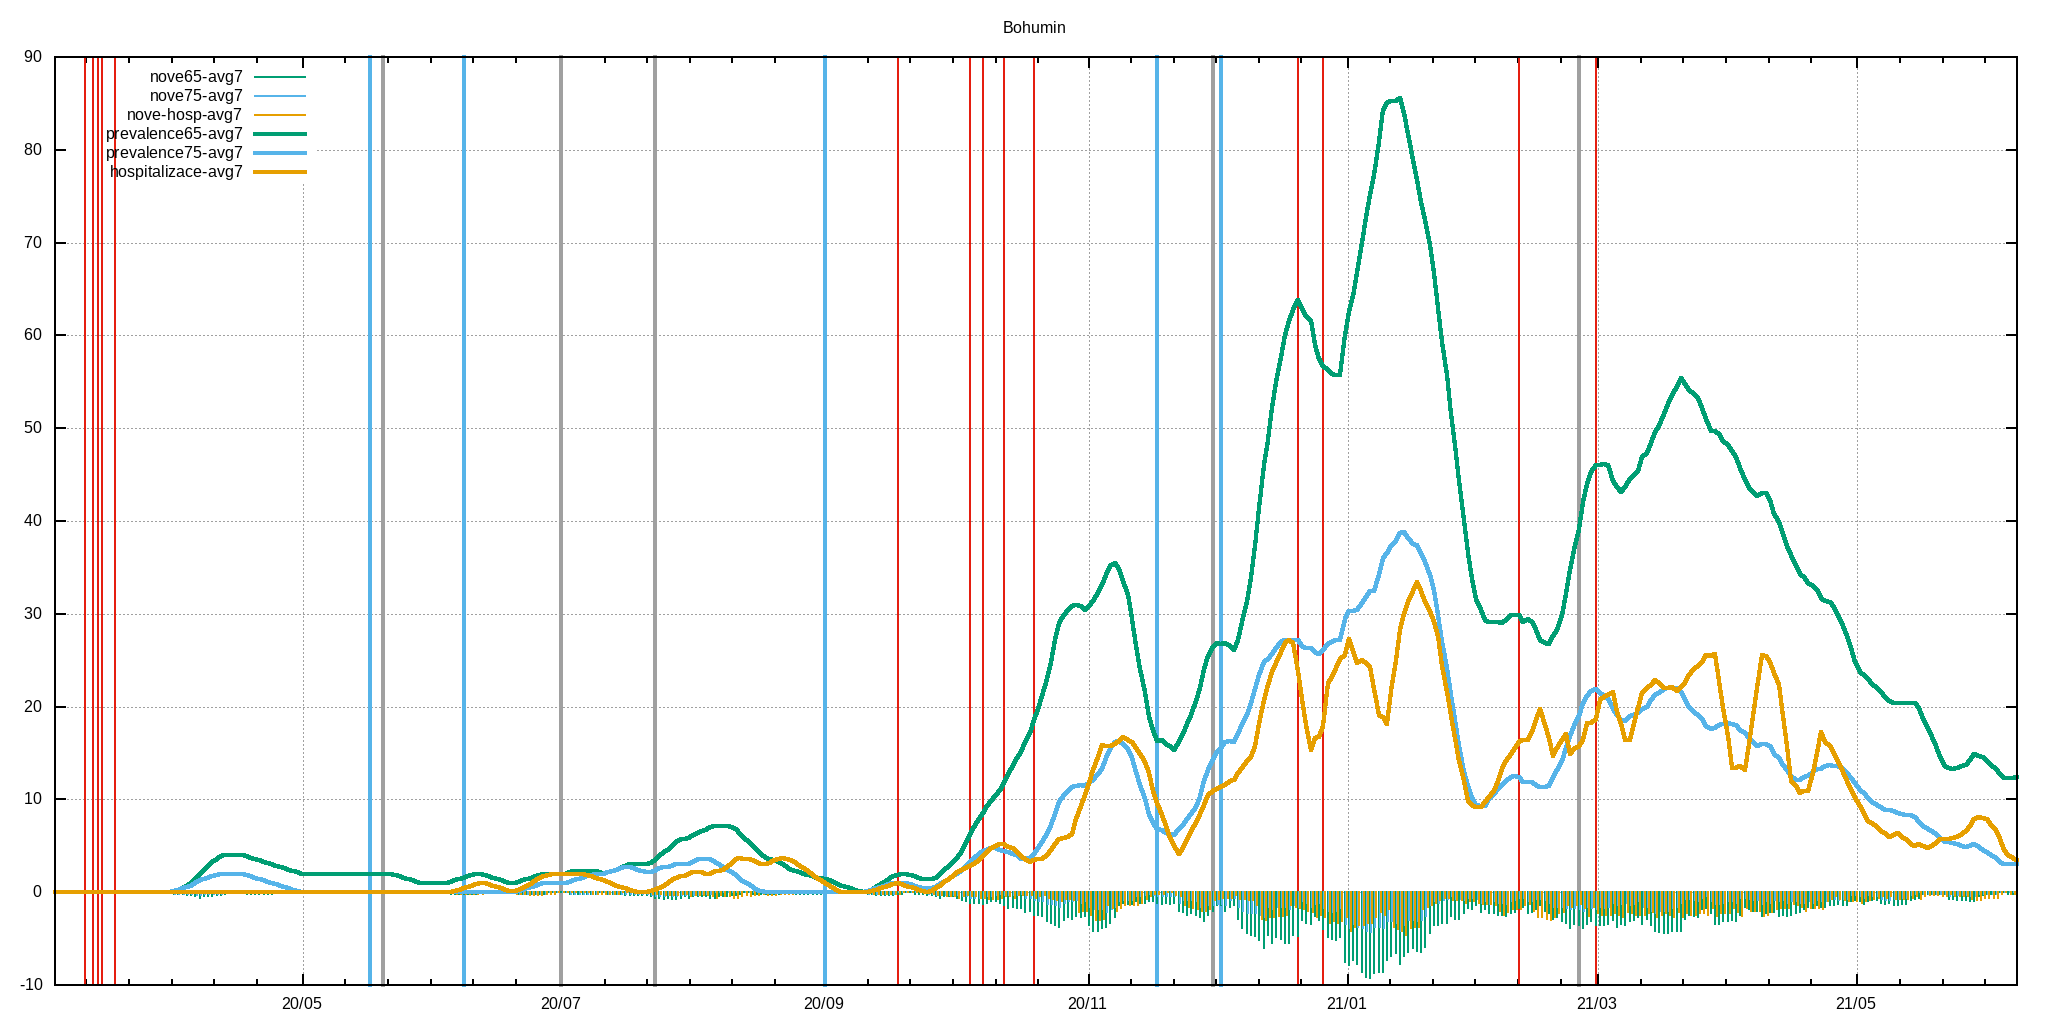 Bohumin
90
80
70
60
50
40
30
20
10
0
-10
nove65-avg7
nove75-avg7
nove-hosp-avg7
prevalence65-avg7
prevalence75-avg7
hospitalizace-avg7
20/05 20/07 20/09 20/11 21/01 21/03 21/05